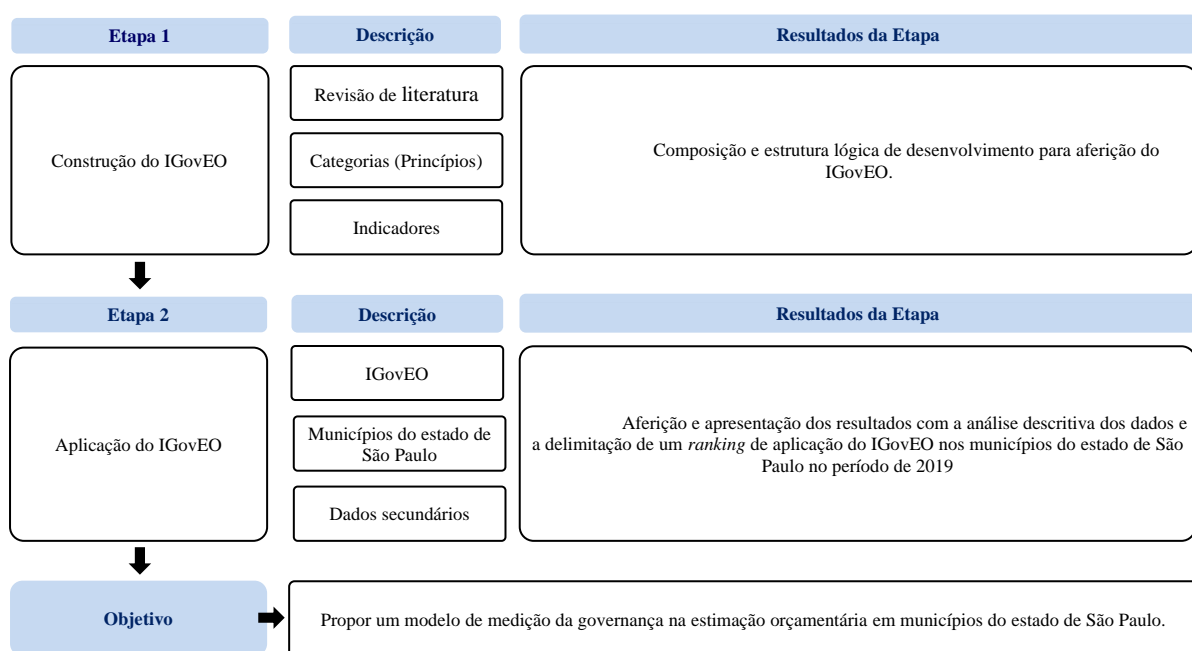 Etapa 1
Descrição
Resultados da Etapa
Construção do IGovEO
Revisão de literatura
Categorias (Princípios)
Indicadores
Composição e estrutura lógica de desenvolvimento para aferição do
IGovEO.
Etapa 2
Descrição
Resultados da Etapa
Aplicação do IGovEO
IGovEO
Municípios do estado de
São Paulo
Dados secundários
Aferição e apresentação dos resultados com a análise descritiva dos dados e
a delimitação de um ranking de aplicação do IGovEO nos municípios do estado de São
Paulo no período de 2019
Objetivo
Propor um modelo de medição da governança na estimação orçamentária em municípios do estado de São Paulo.